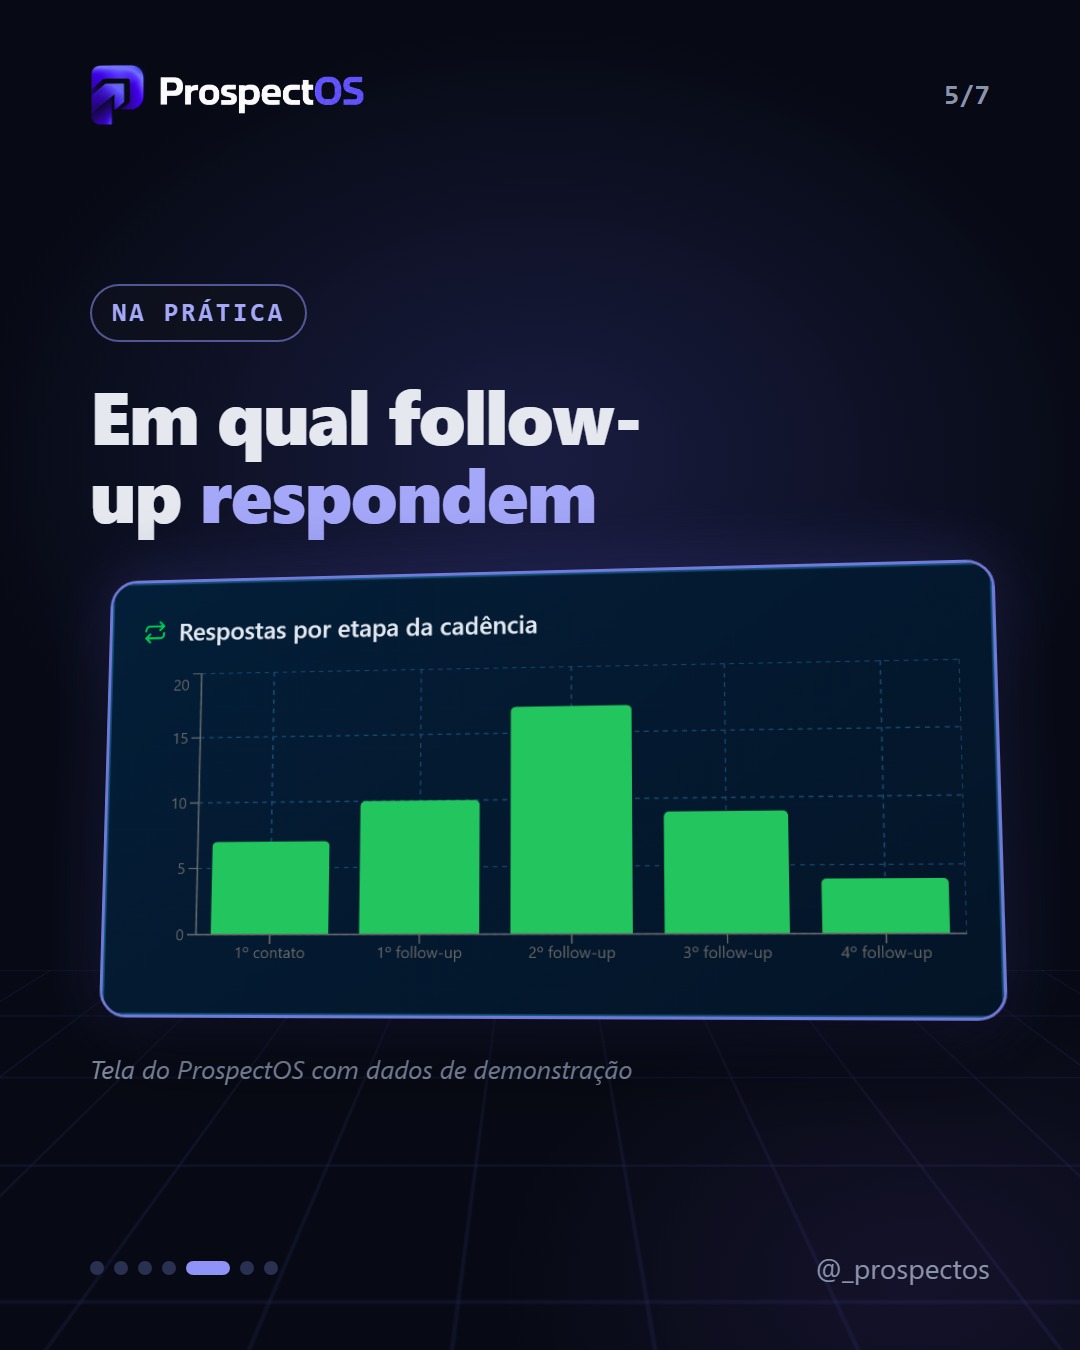 ProspectOS
5/7
NA PRÁTICA
Em qual follow-
up respondem
Respostas por etapa da cadência
20
15
10
5
0
1º contato
1º follow-up
2º follow-up
3º follow-up
4º follow-up
Tela do ProspectOS com dados de demonstração
@_prospectos